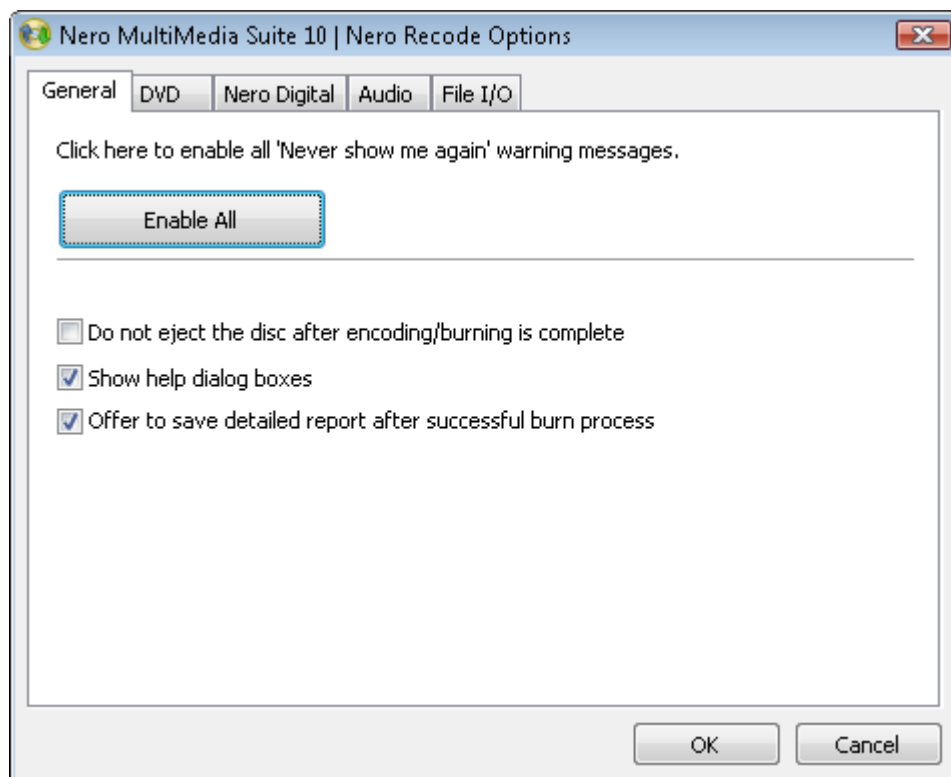 Nero MultiMedia Suite 10 | Nero Recode Options
General DVD Nero Digital Audio File I/O
Click here to enable all 'Never show me again' warning messages.
Enable All
Do not eject the disc after encoding/burning is complete
Show help dialog boxes
Offer to save detailed report after successful burn process
OK Cancel